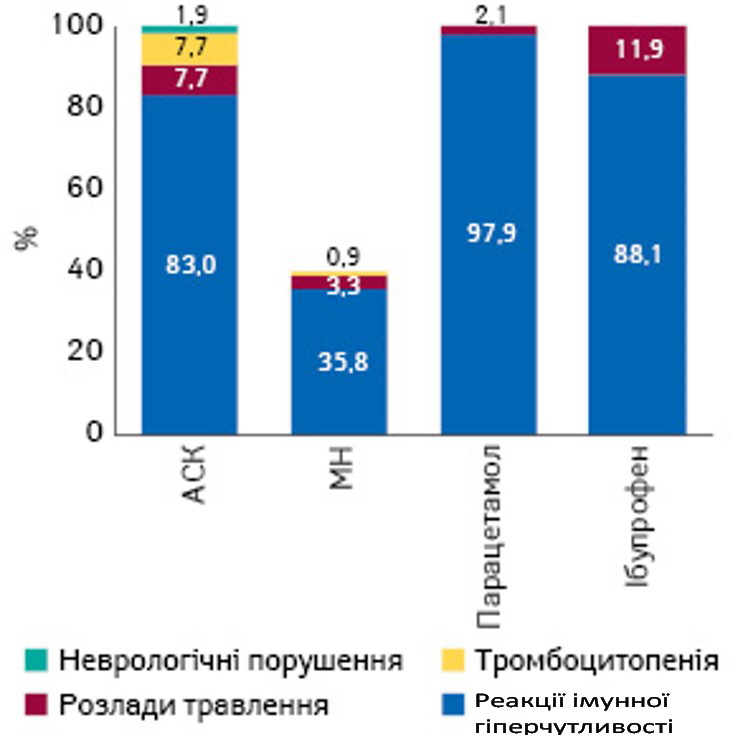 100
80
60
40
20
0
%
1,9
7,7
7,7
83,0
0,9
3,3
35,8
2,1
97,9
11,9
88,1
АСК
МН
Парацетамол
Ібупрофен
Неврологічні порушення
Тромбоцитопенія
Розлади травлення
Реакції імунної
гіперчутливості